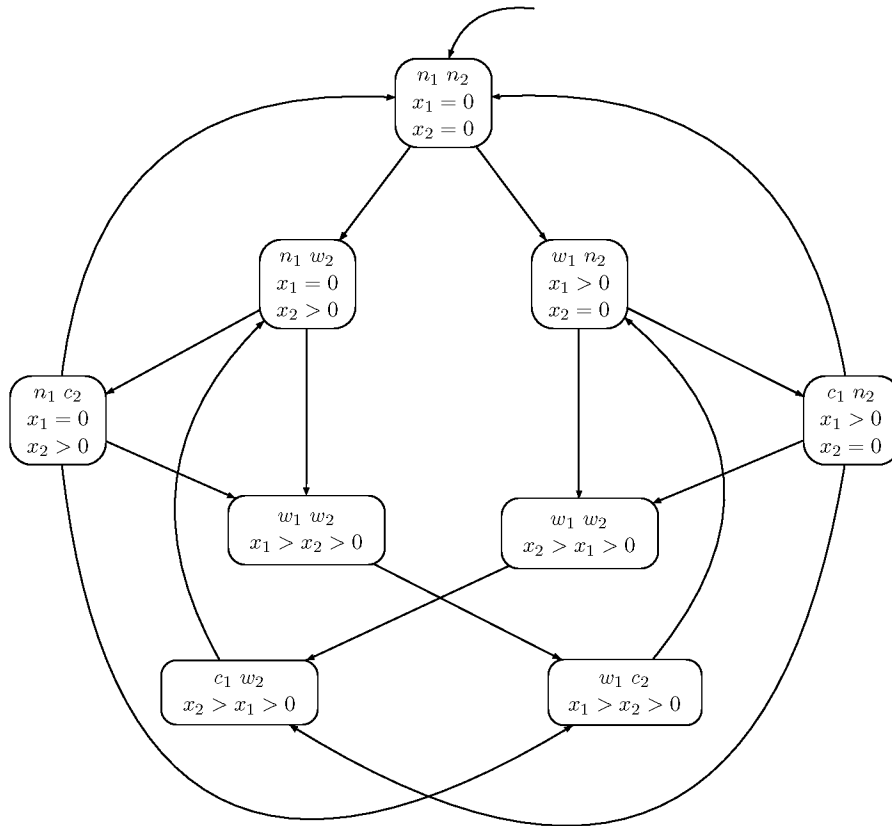 n₁ n₂
x₁ = 0
x₂ = 0
n₁ w₂
x₁ = 0
x₂ > 0
w₁ n₂
x₁ > 0
x₂ = 0
n₁ c₂
x₁ = 0
x₂ > 0
c₁ n₂
x₁ > 0
x₂ = 0
w₁ w₂
x₁ > x₂ > 0
w₁ w₂
x₂ > x₁ > 0
c₁ w₂
x₂ > x₁ > 0
w₁ c₂
x₁ > x₂ > 0